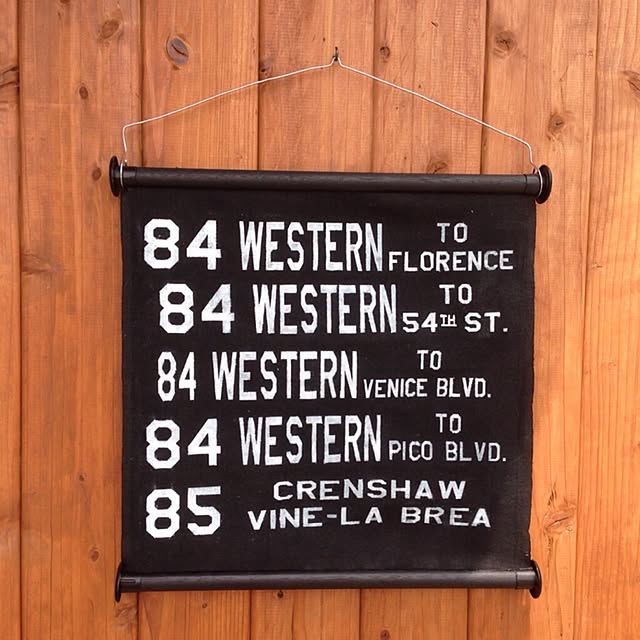 84 WESTERN TO FLORENCE
84 WESTERN TO 54TH ST.
84 WESTERN TO VENICE BLVD.
84 WESTERN TO PICO BLVD.
85 CRENSHAW
VINE-LA BREA